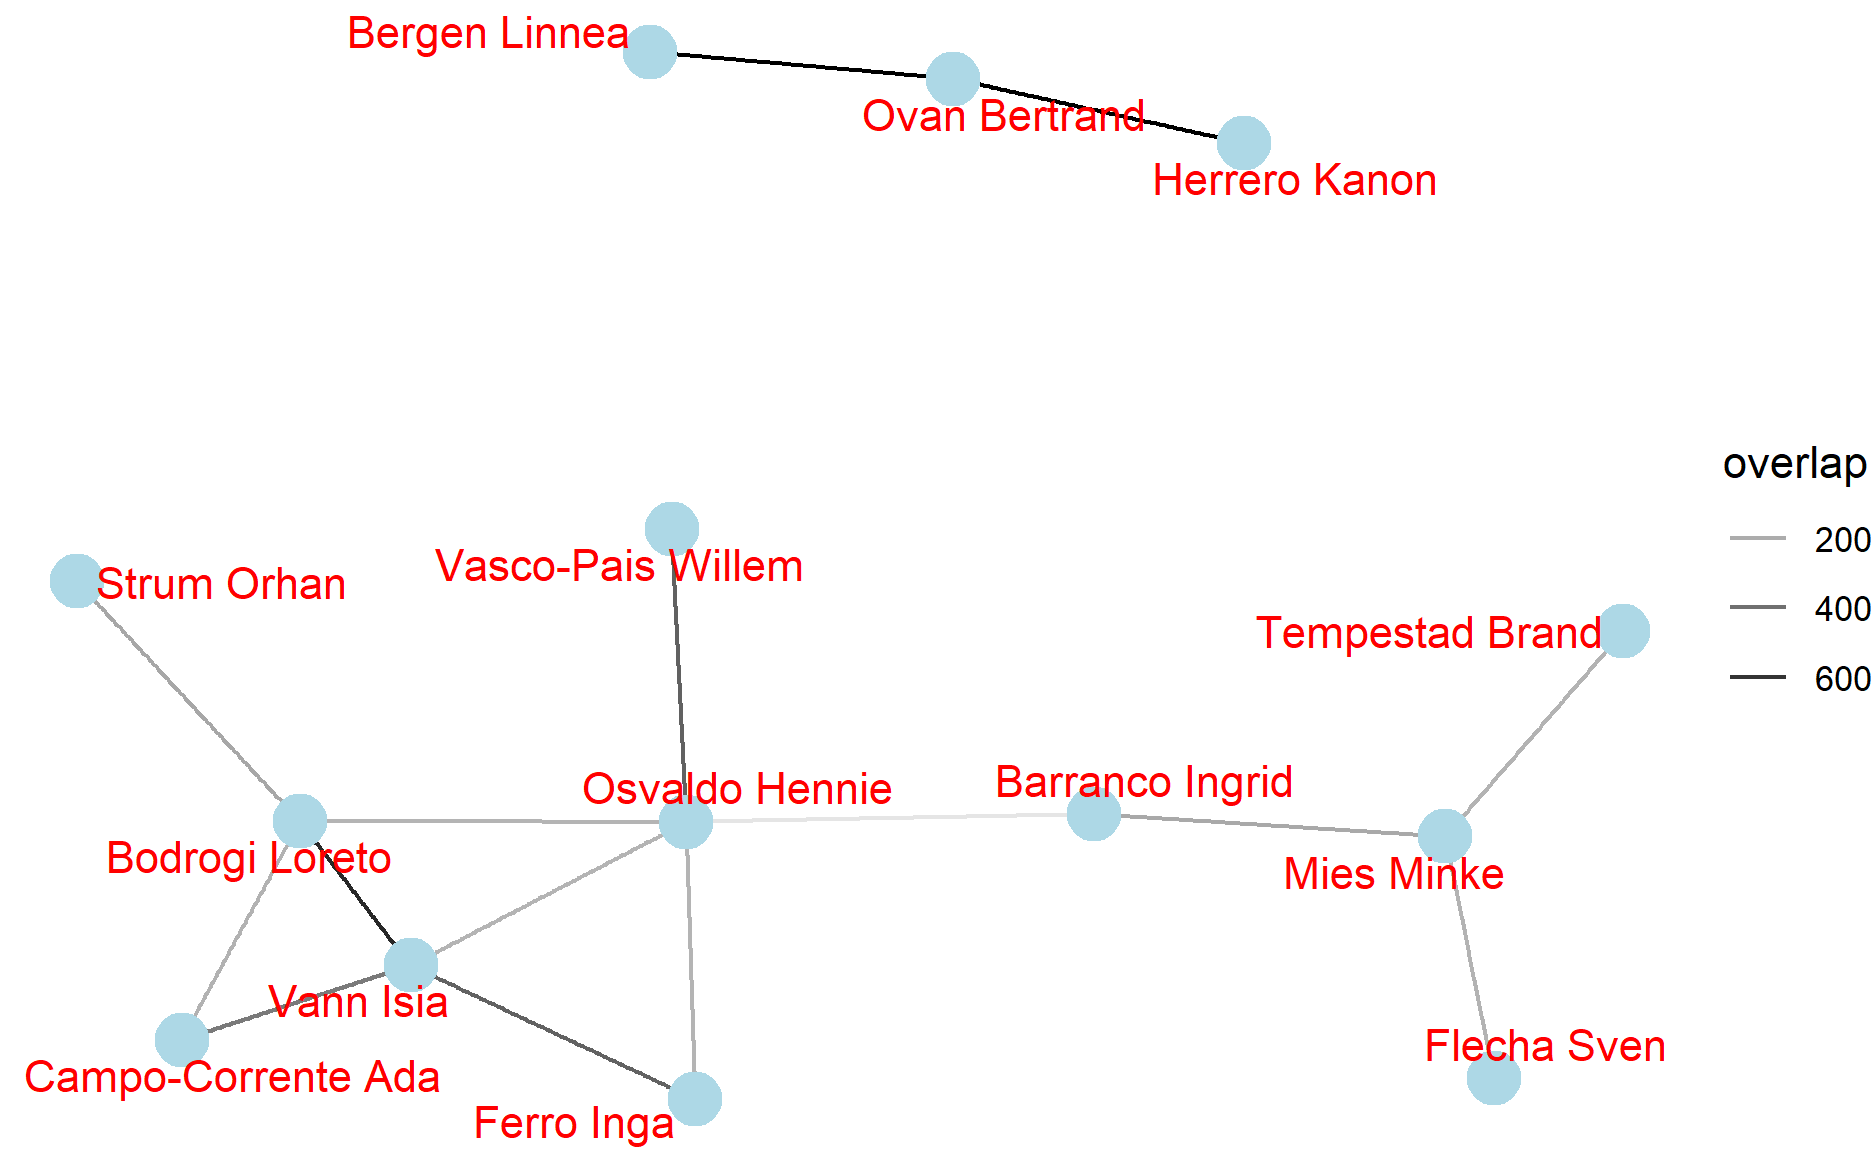 Bergen Linnea
Ovan Bertrand
Herrero Kanon
overlap
200
400
600
Vasco-Pais Willem
Strum Orhan
Tempestad Brand
Osvaldo Hennie
Barranco Ingrid
Bodrogi Loreto
Mies Minke
Vann Isia
Flecha Sven
Campo-Corrente Ada
Ferro Inga